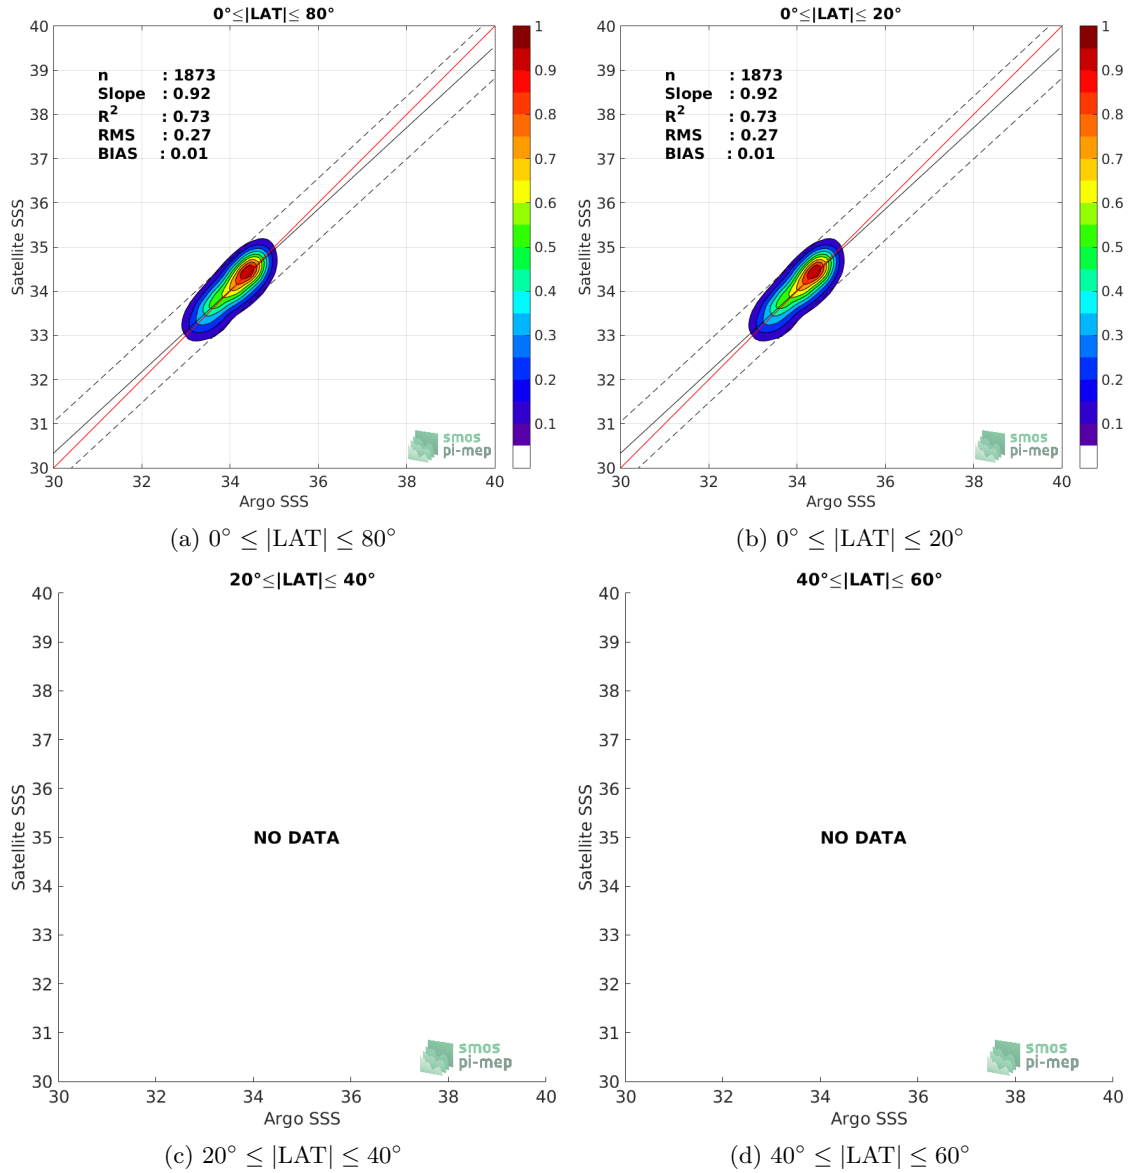 0°≤|LAT|≤ 80°
40
39
38
37
36
35
34
33
32
31
30
Satellite SSS
n : 1873
Slope : 0.92
R² : 0.73
RMS : 0.27
BIAS : 0.01
smos
pi-mep
30 32 34 36 38 40
Argo SSS
1
0.9
0.8
0.7
0.6
0.5
0.4
0.3
0.2
0.1
(a) 0° ≤ |LAT| ≤ 80°
0°≤|LAT|≤ 20°
40
39
38
37
36
35
34
33
32
31
30
Satellite SSS
n : 1873
Slope : 0.92
R² : 0.73
RMS : 0.27
BIAS : 0.01
smos
pi-mep
30 32 34 36 38 40
Argo SSS
1
0.9
0.8
0.7
0.6
0.5
0.4
0.3
0.2
0.1
(b) 0° ≤ |LAT| ≤ 20°
20°≤|LAT|≤ 40°
40
39
38
37
36
35
34
33
32
31
30
Satellite SSS
NO DATA
smos
pi-mep
30 32 34 36 38 40
Argo SSS
(c) 20° ≤ |LAT| ≤ 40°
40°≤|LAT|≤ 60°
40
39
38
37
36
35
34
33
32
31
30
Satellite SSS
NO DATA
smos
pi-mep
30 32 34 36 38 40
Argo SSS
(d) 40° ≤ |LAT| ≤ 60°